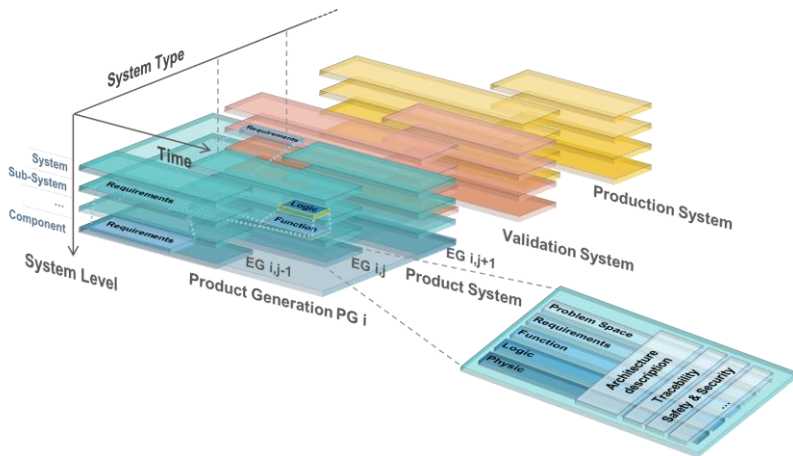 System Type
Time
System
Sub-System
...
Component
System Level
Requirements
Requirements
Requirements
Logic
Function
EG i,j-1
EG i,j
EG i,j+1
Product Generation PG i
Product System
Validation System
Production System
Problem Space
Requirements
Function
Logic
Physic
Architecture
description
Tracebility
Safety & Security
...